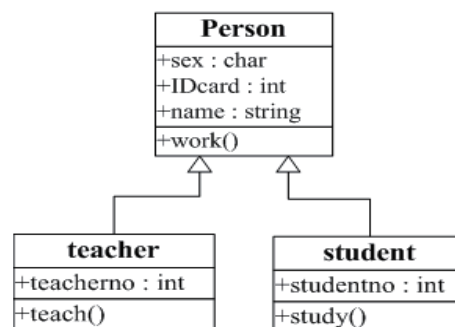 Person
+sex : char
+IDcard : int
+name : string
+work()
teacher
+teacherno : int
+teach()
student
+studentno : int
+study()